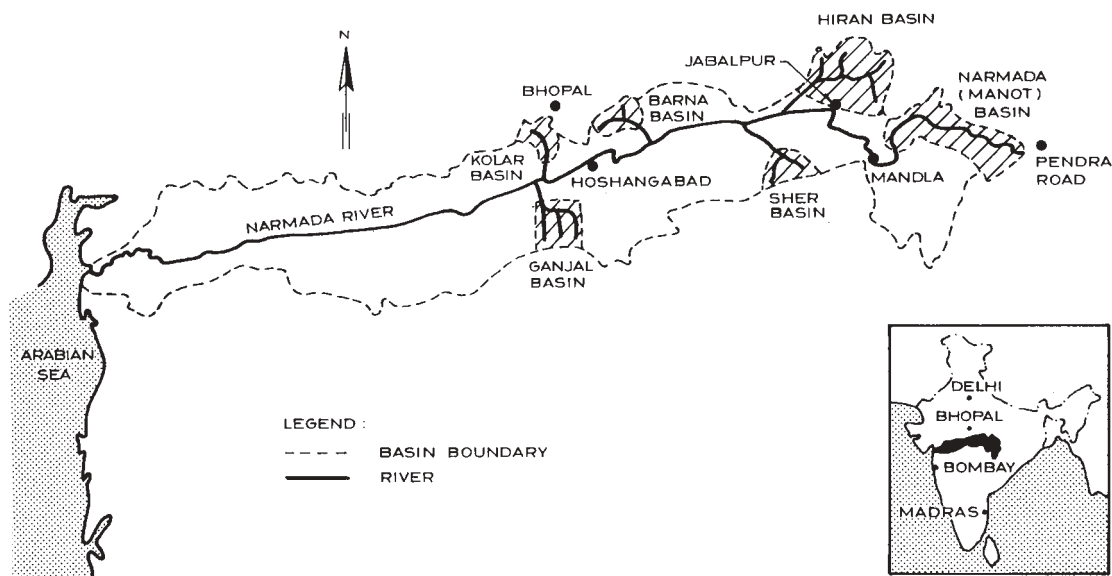 HIRAN BASIN
N
JABALPUR
NARMADA
(MANOT)
BASIN
BHOPAL
BARNA
BASIN
KOLAR
BASIN
PENDRA
ROAD
HOSHANGABAD
MANDLA
SHER
BASIN
NARMADA RIVER
GANJAL
BASIN
ARABIAN
SEA
LEGEND :
BASIN BOUNDARY
RIVER
DELHI
BHOPAL
BOMBAY
MADRAS